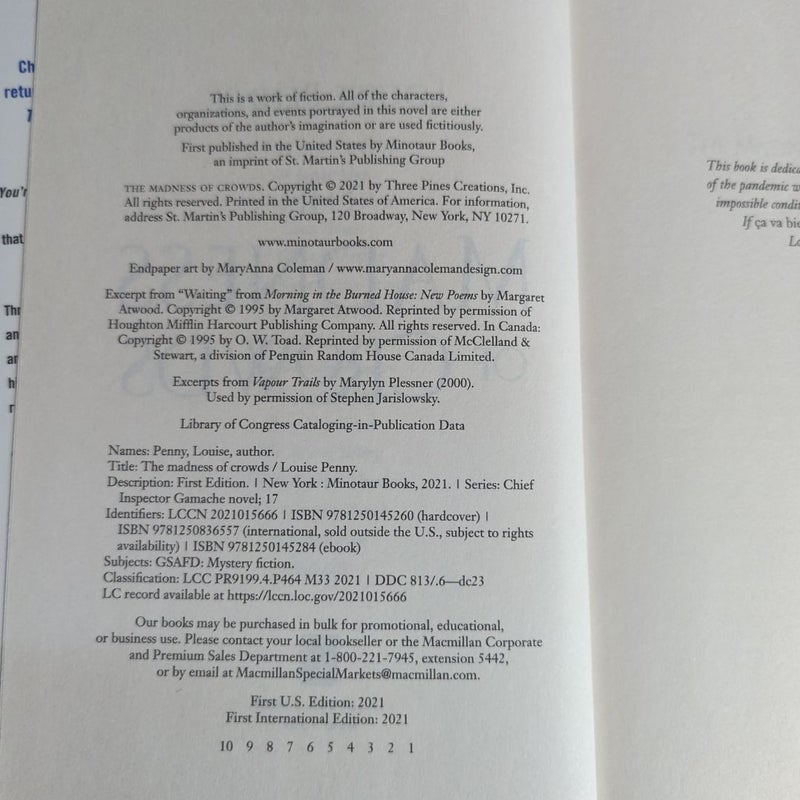 Ch
retu
You'r
that
an
This is a work of fiction. All of the characters,
organizations, and events portrayed in this novel are either
products of the author's imagination or are used fictitiously.
First published in the United States by Minotaur Books,
an imprint of St. Martin's Publishing Group
THE MADNESS OF CROWDS. Copyright © 2021 by Three Pines Creations, Inc.
All rights reserved. Printed in the United States of America. For information,
address St. Martin's Publishing Group, 120 Broadway, New York, NY 10271.
www.minotaurbooks.com
Endpaper art by MaryAnna Coleman / www.maryannacolemandesign.com
Excerpt from “Waiting” from Morning in the Burned House: New Poems by Margaret
Atwood. Copyright © 1995 by Margaret Atwood. Reprinted by permission of
Houghton Mifflin Harcourt Publishing Company. All rights reserved. In Canada:
Copyright © 1995 by O. W. Toad. Reprinted by permission of McClelland &
Stewart, a division of Penguin Random House Canada Limited.
Excerpts from Vapour Trails by Marylyn Plessner (2000).
Used by permission of Stephen Jarislowsky.
Library of Congress Cataloging-in-Publication Data
Names: Penny, Louise, author.
Title: The madness of crowds / Louise Penny.
Description: First Edition. | New York : Minotaur Books, 2021. | Series: Chief
Inspector Gamache novel; 17
Identifiers: LCCN 2021015666 | ISBN 9781250145260 (hardcover) |
ISBN 9781250836557 (international, sold outside the U.S., subject to rights
availability) | ISBN 9781250145284 (ebook)
Subjects: GSAFD: Mystery fiction.
Classification: LCC PR9199.4.P464 M33 2021 | DDC 813/.6—dc23
LC record available at https://lccn.loc.gov/2021015666
Our books may be purchased in bulk for promotional, educational,
or business use. Please contact your local bookseller or the Macmillan Corporate
and Premium Sales Department at 1-800-221-7945, extension 5442,
or by email at MacmillanSpecialMarkets@macmillan.com.
First U.S. Edition: 2021
First International Edition: 2021
10 9 8 7 6 5 4 3 2 1
This book is dedica
of the pandemic w
impossible condit
If ça va bie
Lo